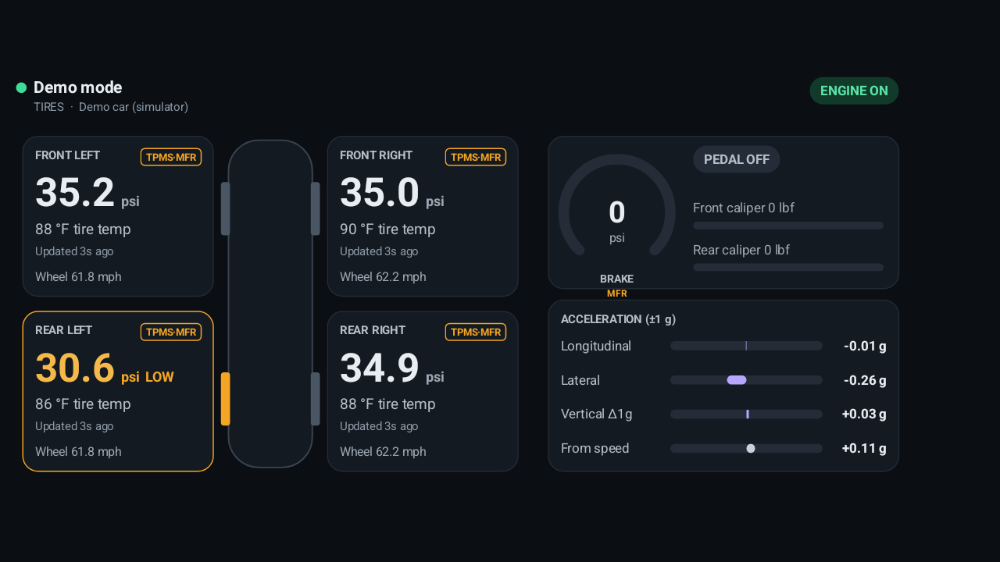 Demo mode
TIRES · Demo car (simulator)
ENGINE ON
FRONT LEFT
TPMS·MFR
35.2 psi
88 °F tire temp
Updated 3s ago
Wheel 61.8 mph
FRONT RIGHT
TPMS·MFR
35.0 psi
90 °F tire temp
Updated 3s ago
Wheel 62.2 mph
REAR LEFT
TPMS·MFR
30.6 psi LOW
86 °F tire temp
Updated 3s ago
Wheel 61.8 mph
REAR RIGHT
TPMS·MFR
34.9 psi
88 °F tire temp
Updated 3s ago
Wheel 62.2 mph
0
psi
BRAKE
MFR
PEDAL OFF
Front caliper 0 lbf
Rear caliper 0 lbf
ACCELERATION (±1 g)
Longitudinal -0.01 g
Lateral -0.26 g
Vertical Δ1g +0.03 g
From speed +0.11 g